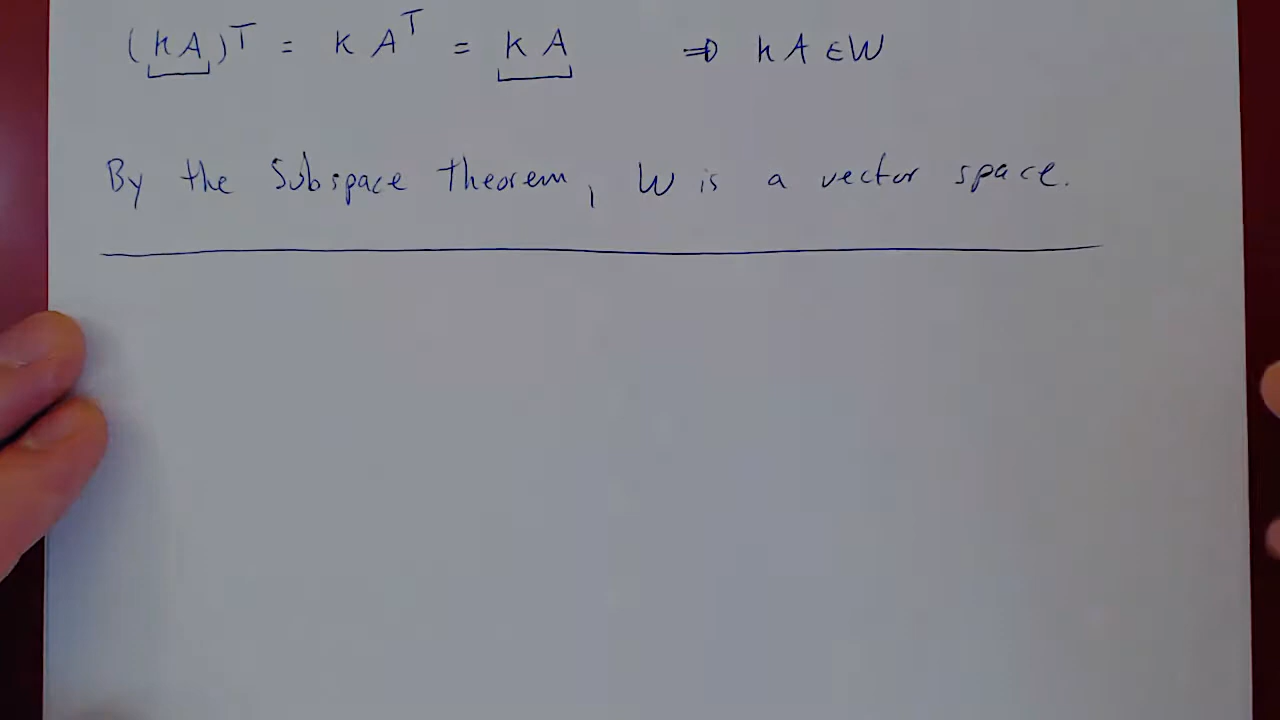 (kA)ᵀ = k Aᵀ = k A ⇒ kA ∈ W
By the Subspace Theorem, W is a vector space.